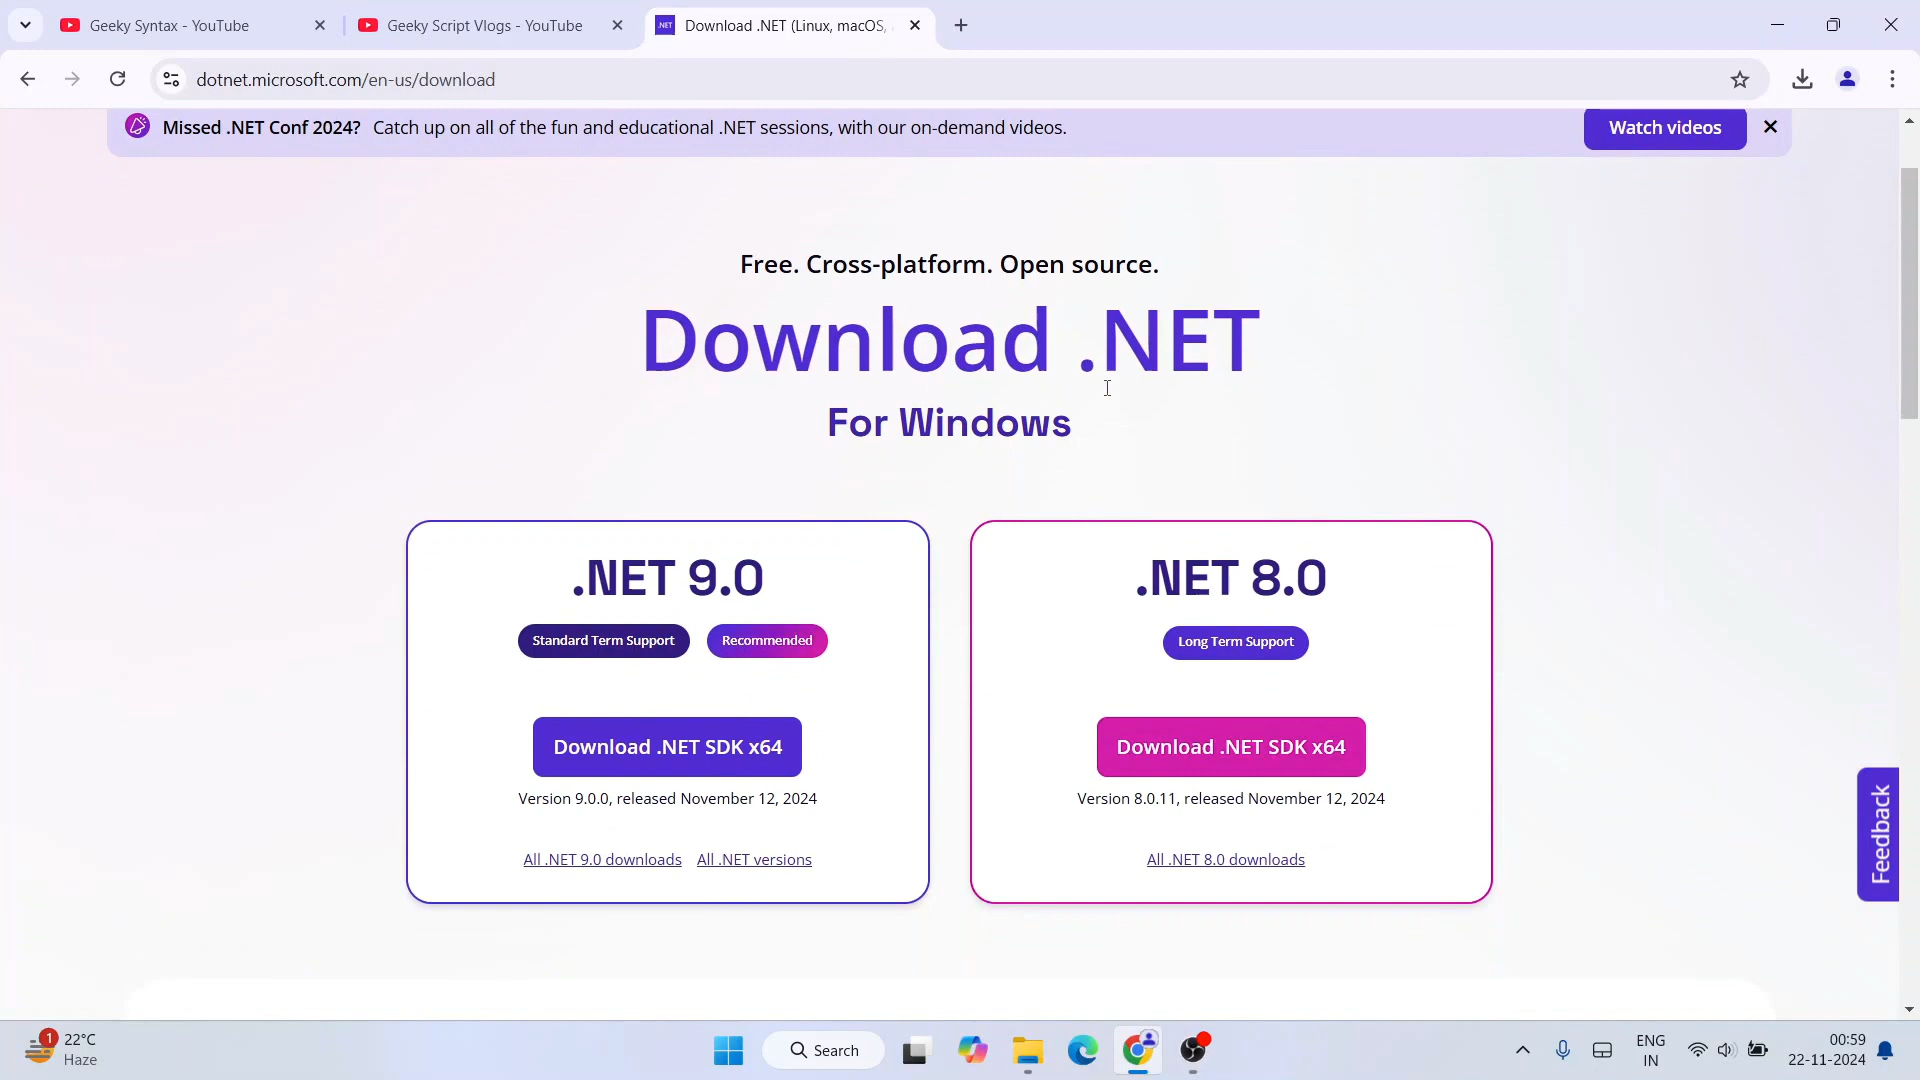 Geeky Syntax - YouTube
Geeky Script Vlogs - YouTube
.NET
Download .NET (Linux, macOS,
dotnet.microsoft.com/en-us/download
Missed .NET Conf 2024? Catch up on all of the fun and educational .NET sessions, with our on-demand videos.
Watch videos
Free. Cross-platform. Open source.
Download .NET
For Windows
.NET 9.0
Standard Term Support
Recommended
Download .NET SDK x64
Version 9.0.0, released November 12, 2024
All .NET 9.0 downloads
All .NET versions
.NET 8.0
Long Term Support
Download .NET SDK x64
Version 8.0.11, released November 12, 2024
All .NET 8.0 downloads
Feedback
1
22°C
Haze
Search
ENG
IN
00:59
22-11-2024